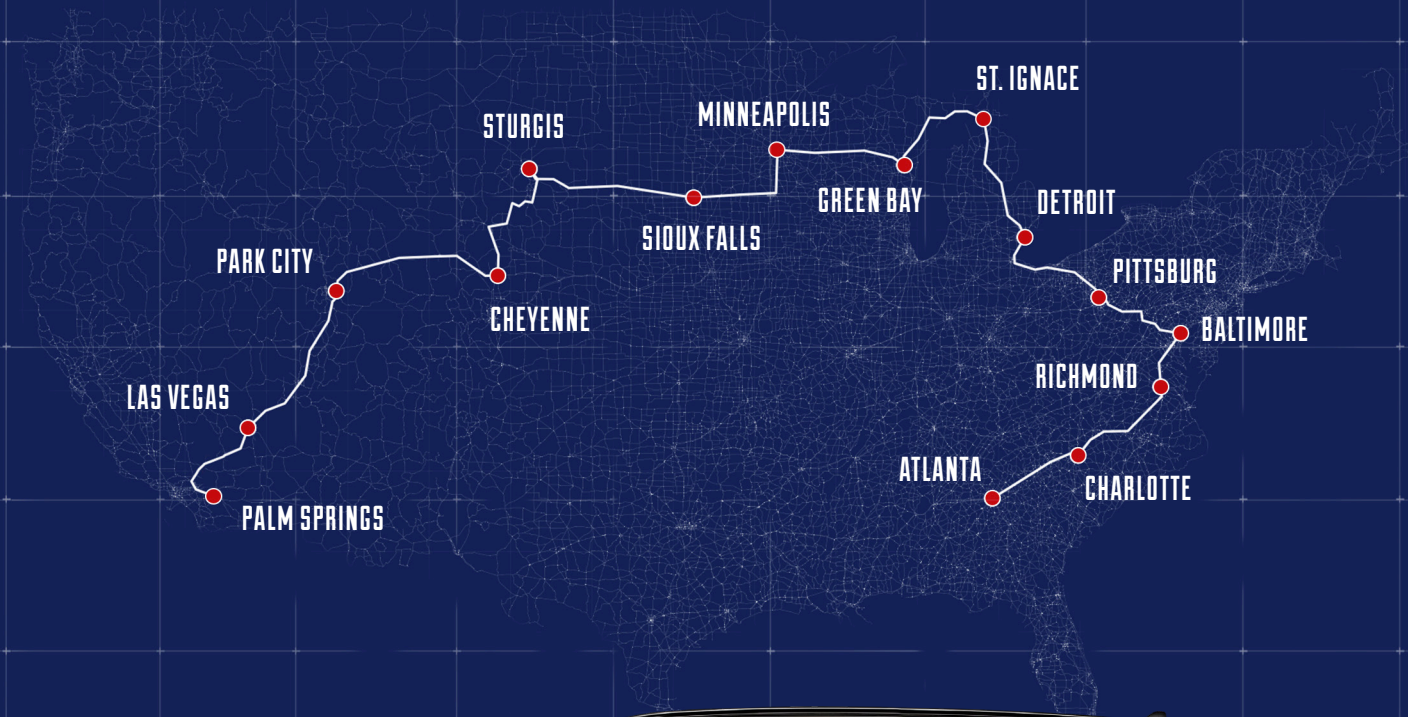 ST. IGNACE
MINNEAPOLIS
STURGIS
GREEN BAY
DETROIT
SIOUX FALLS
PARK CITY
PITTSBURG
CHEYENNE
BALTIMORE
RICHMOND
LAS VEGAS
ATLANTA
CHARLOTTE
PALM SPRINGS